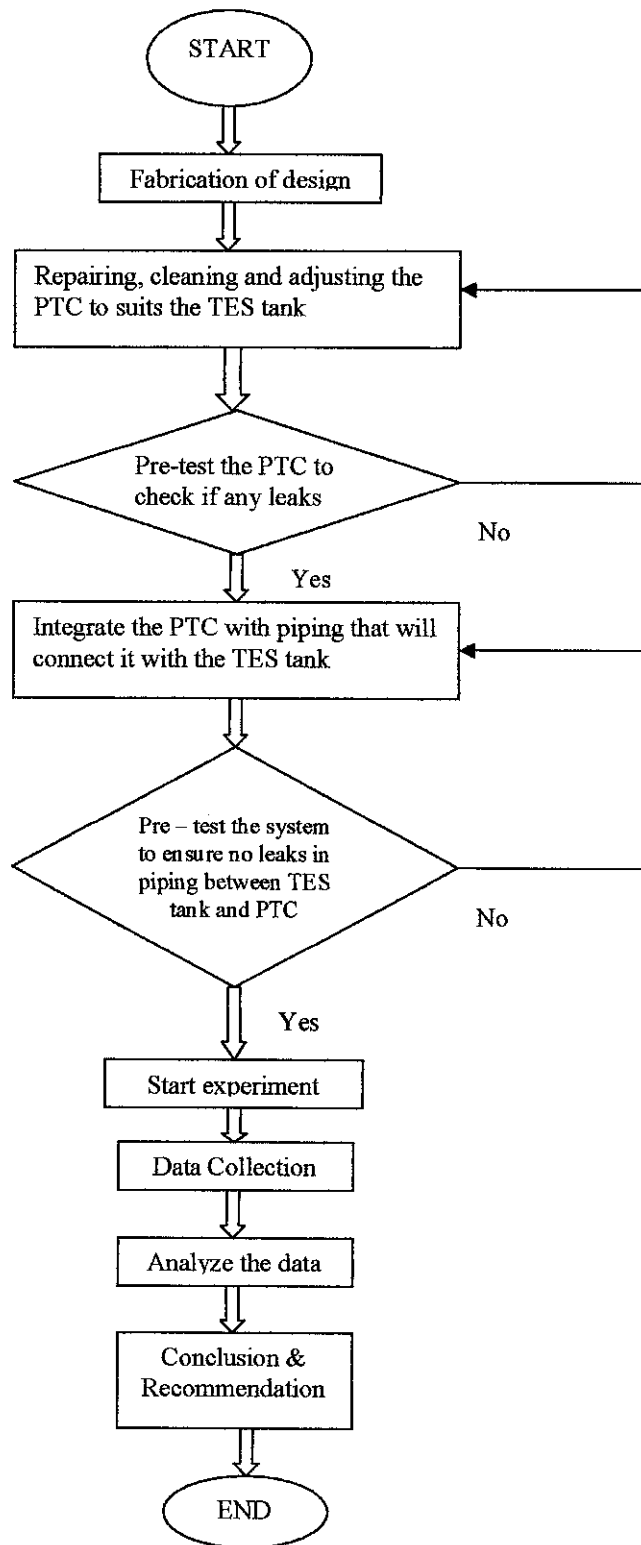 START
Fabrication of design
Repairing, cleaning and adjusting the
PTC to suits the TES tank
Pre-test the PTC to
check if any leaks
No
Yes
Integrate the PTC with piping that will
connect it with the TES tank
Pre – test the system
to ensure no leaks in
piping between TES
tank and PTC
No
Yes
Start experiment
Data Collection
Analyze the data
Conclusion &
Recommendation
END